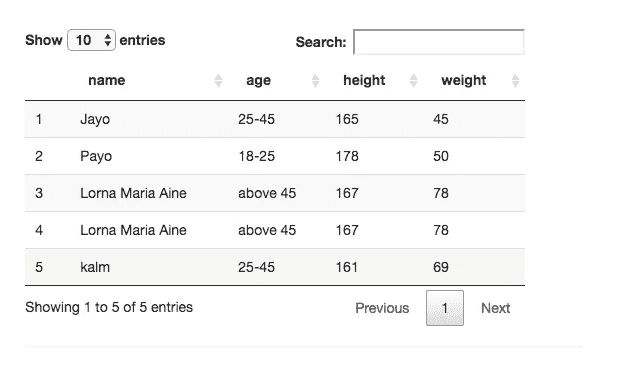 Show 10 entries Search:
name age height weight
1 Jayo 25-45 165 45
2 Payo 18-25 178 50
3 Lorna Maria Aine above 45 167 78
4 Lorna Maria Aine above 45 167 78
5 kalm 25-45 161 69
Showing 1 to 5 of 5 entries Previous 1 Next